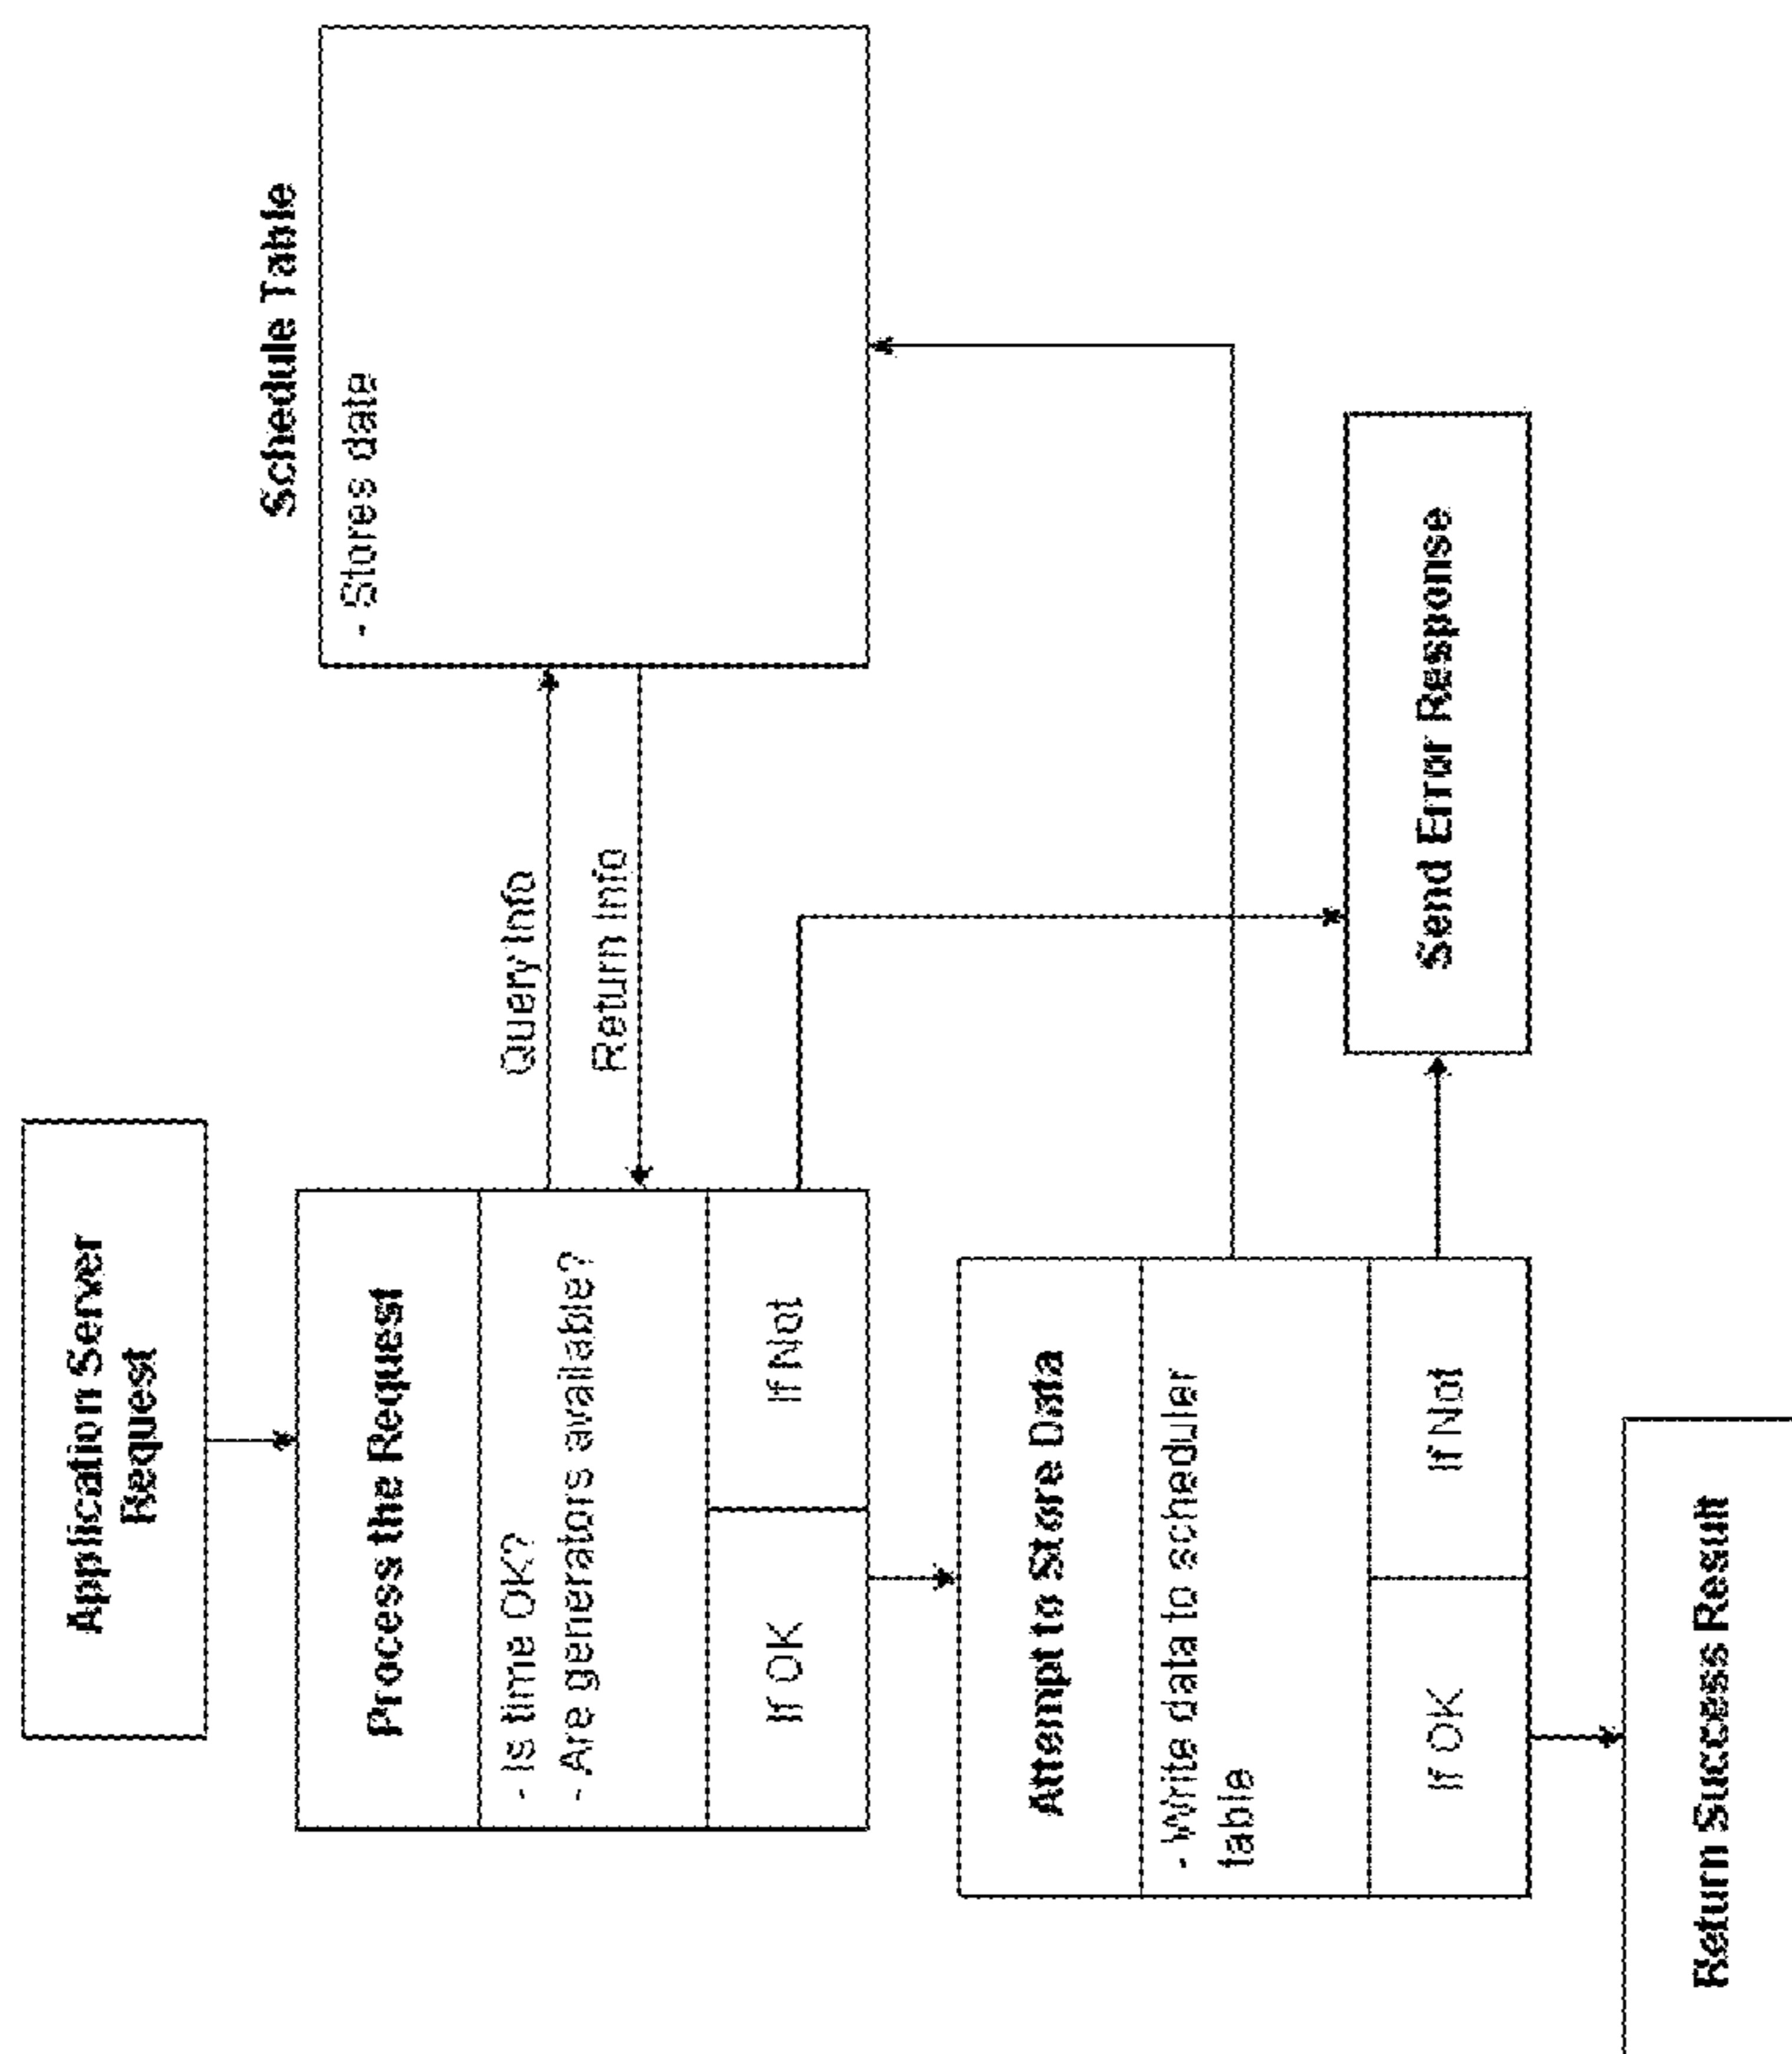 Application Server
Request
Process the Request
- Is time OK?
- Are generators available?
If OK
If Not
Query Info
Return Info
Schedule Table
- Stores date
Attempt to Store Data
- Write data to scheduler
table
If OK
If Not
Send Error Response
Return Success Result